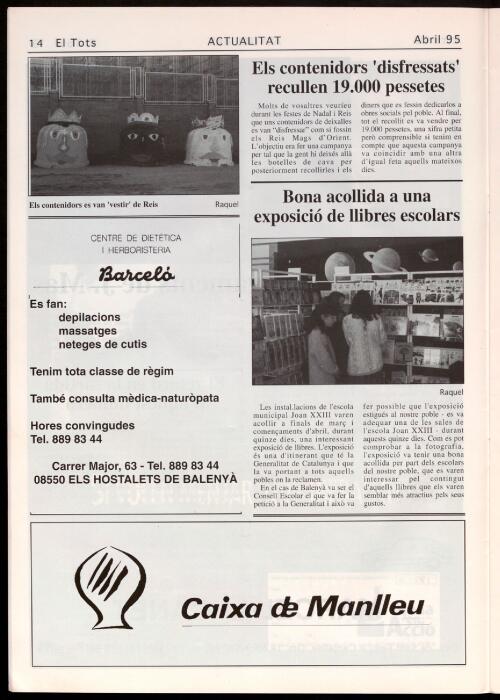 14 El Tots
ACTUALITAT
Abril 95
Els contenidors es van 'vestir' de Reis
Raquel
Els contenidors 'disfressats'
recullen 19.000 pessetes
Molts de vosaltres veurieu
durant les festes de Nadal i Reis
que uns contenidors de deixalles
es van "disfressar" com si fossin
els Reis Mags d'Orient.
L'objectiu era fer una campanya
per tal que la gent hi deixés allà
les botelles de cava per
posteriorment recollirles i els
diners que es fessin dedicarlos a
obres socials pel poble. Al final,
tot el recollit es va vendre per
19.000 pessetes, una xifra petita
però comprensible si tenim en
compte que aquesta campanya
va coincidir amb una altra
d'igual feta aquells mateixos
dies.
CENTRE DE DIETÈTICA
I HERBORISTERIA
Barceló
Es fan:
depilacions
massatges
neteges de cutis
Tenim tota classe de règim
També consulta mèdica-naturòpata
Hores convingudes
Tel. 889 83 44
Carrer Major, 63 - Tel. 889 83 44
08550 ELS HOSTALETS DE BALENYÀ
Bona acollida a una
exposició de llibres escolars
Raquel
Les instal.lacions de l'escola
municipal Joan XXIII varen
acollir a finals de març i
començaments d'abril, durant
quinze dies, una interessant
exposició de llibres. L'exposició
és una d'itinerant que té la
Generalitat de Catalunya i que
la va portant a tots aquells
pobles on la reclamen.
En el cas de Balenyà va ser el
Consell Escolar el que va fer la
petició a la Generalitat i això va
fer possible que l'exposició
estigués al nostre poble - es va
adequar una de les sales de
l'escola Joan XXIII - durant
aquests quinze dies. Com es pot
comprobar a la fotografia,
l'exposició va tenir una bona
acollida per part dels escolars
del nostre poble, que es varen
interessar pel contingut
d'aquells llibres que els varen
semblar més atractius pels seus
gustos.
Caixa de Manlleu